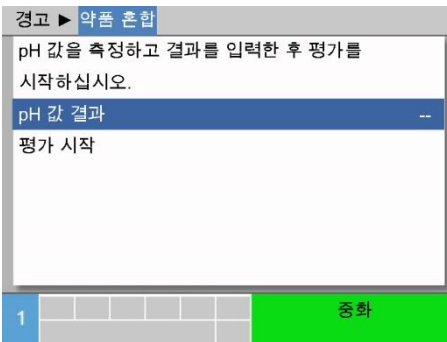 경고 ▶ 약품 혼합
pH 값을 측정하고 결과를 입력한 후 평가를
시작하십시오.
pH 값 결과 --
평가 시작
1 중화